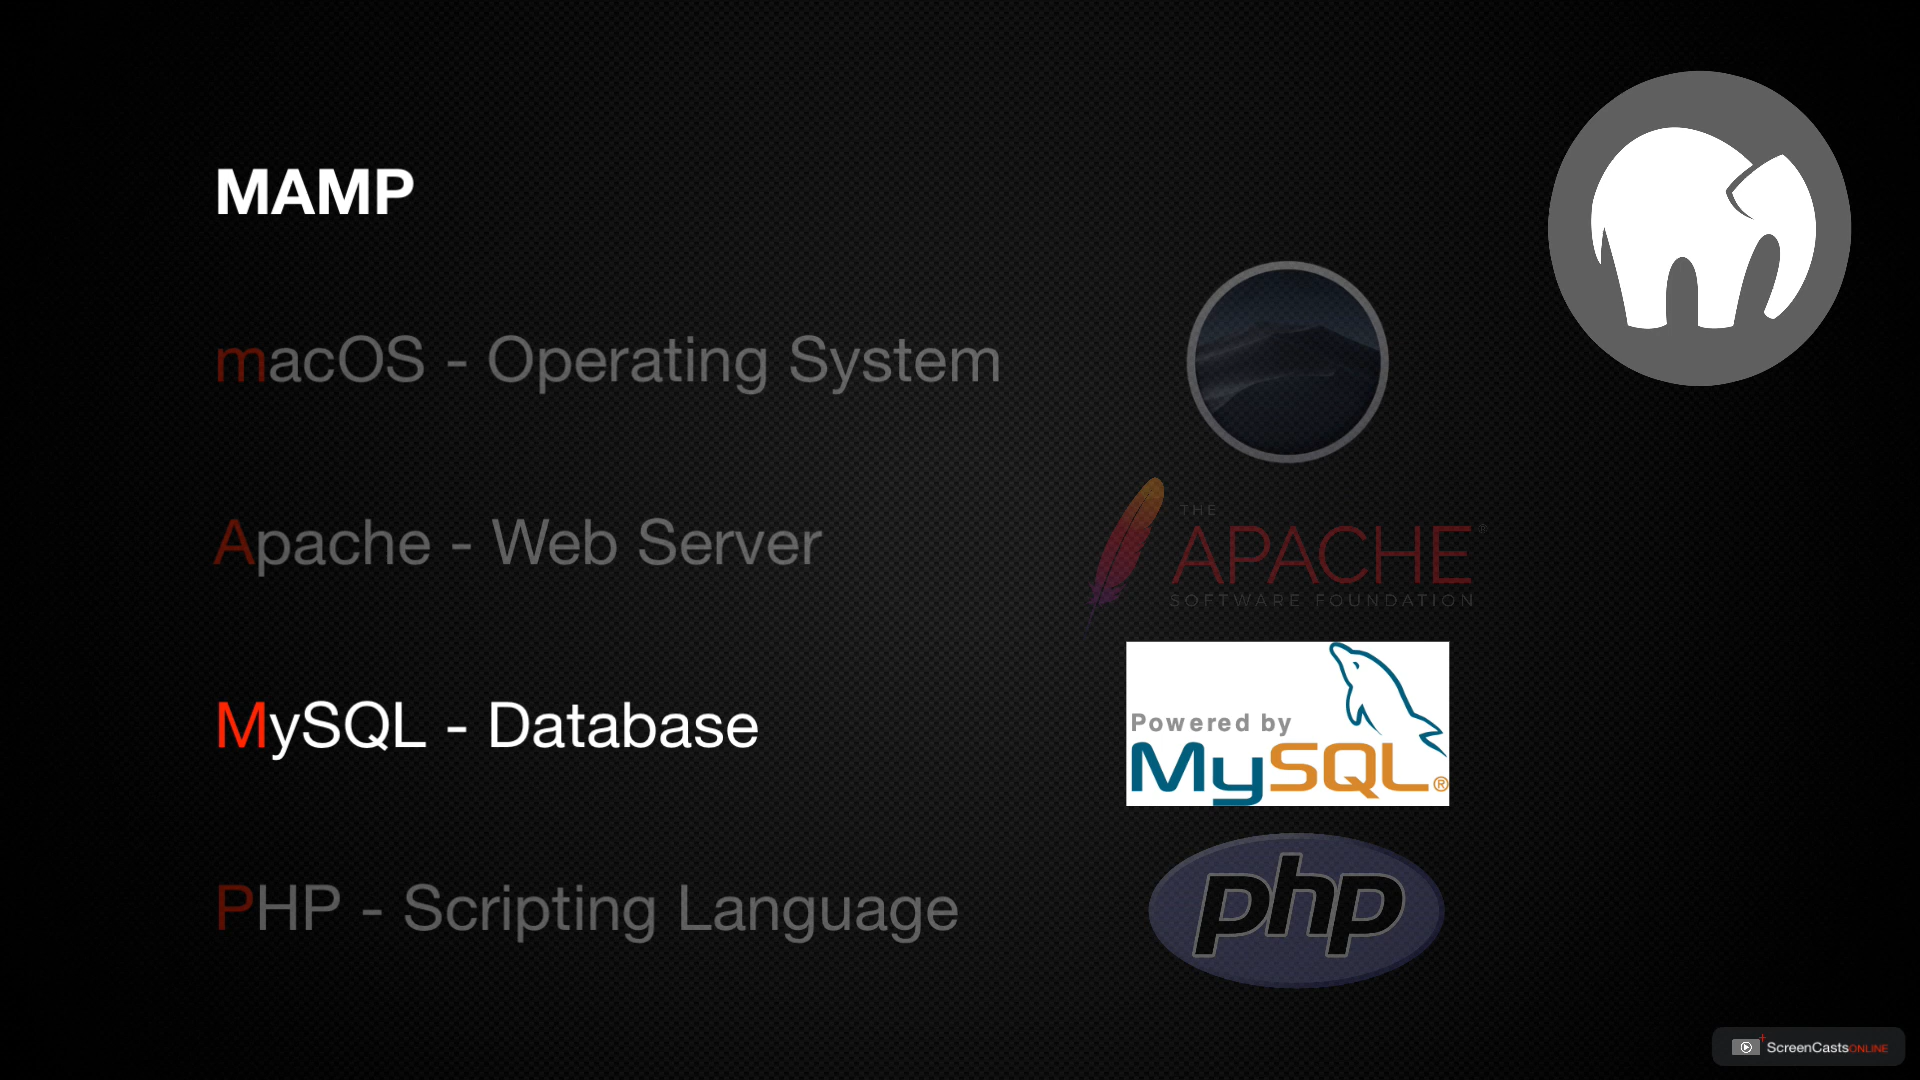 MAMP
macOS - Operating System
Apache - Web Server
THE
APACHE®
SOFTWARE FOUNDATION
MySQL - Database
Powered by
MySQL®
PHP - Scripting Language
php
ScreenCastsONLINE